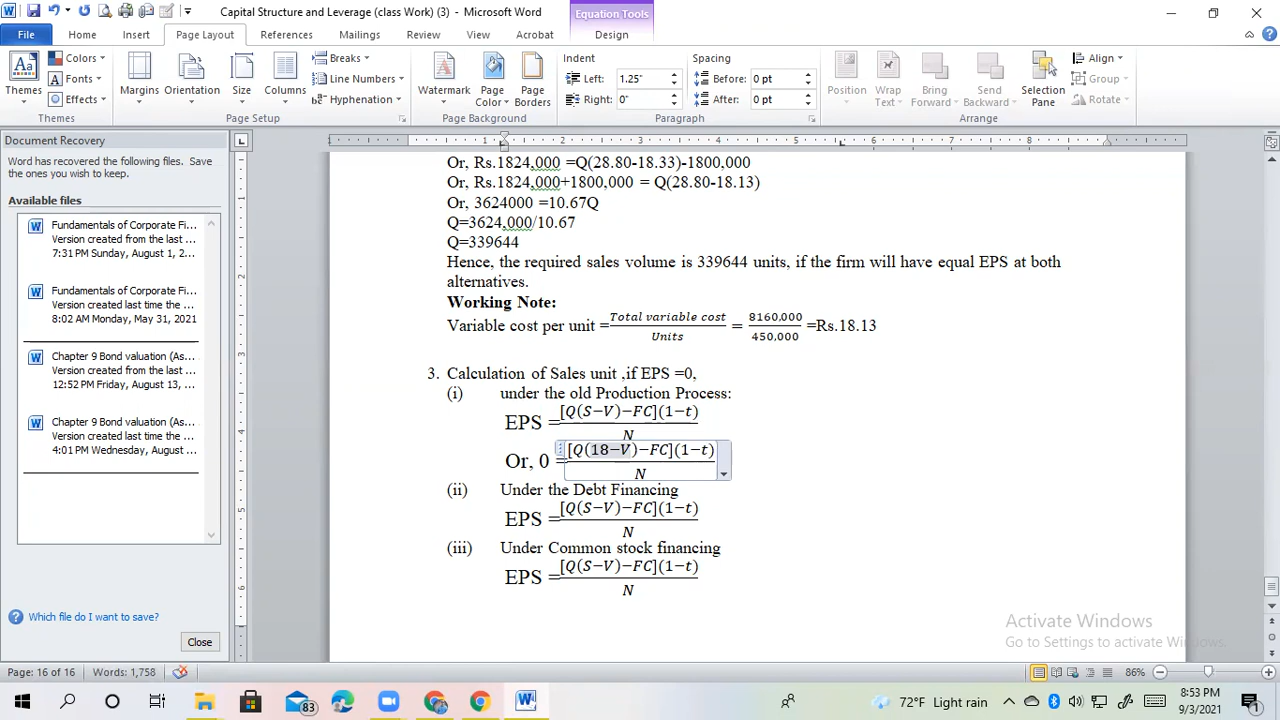 Capital Structure and Leverage (class Work) (3) - Microsoft Word
Equation Tools
File Home Insert Page Layout References Mailings Review View Acrobat Design
Themes
Colors
Fonts
Effects
Themes
Margins Orientation Size Columns
Breaks
Line Numbers
Hyphenation
Page Setup
Watermark Page Color Page Borders
Page Background
Indent
Left: 1.25"
Right: 0"
Spacing
Before: 0 pt
After: 0 pt
Paragraph
Position Wrap Text Bring Forward Send Backward Selection Pane
Align
Group
Rotate
Arrange
Document Recovery
Word has recovered the following files. Save
the ones you wish to keep.
Available files
Fundamentals of Corporate Fi...
Version created from the last ...
7:31 PM Sunday, August 1, 2...
Fundamentals of Corporate Fi...
Version created last time the ...
8:02 AM Monday, May 31, 2021
Chapter 9 Bond valuation (As...
Version created from the last ...
12:52 PM Friday, August 13, ...
Chapter 9 Bond valuation (As...
Version created last time the ...
4:01 PM Wednesday, August ...
Which file do I want to save?
Close
Or, Rs.1824,000 =Q(28.80-18.33)-1800,000
Or, Rs.1824,000+1800,000 = Q(28.80-18.13)
Or, 3624000 =10.67Q
Q=3624,000/10.67
Q=339644
Hence, the required sales volume is 339644 units, if the firm will have equal EPS at both
alternatives.
Working Note:
Variable cost per unit = Total variable cost / Units = 8160,000 / 450,000 =Rs.18.13
3. Calculation of Sales unit ,if EPS =0,
(i) under the old Production Process:
EPS = [Q(S−V)−FC](1−t) / N
Or, 0 = [Q(18−V)−FC](1−t) / N
(ii) Under the Debt Financing
EPS = [Q(S−V)−FC](1−t) / N
(iii) Under Common stock financing
EPS = [Q(S−V)−FC](1−t) / N
Activate Windows
Go to Settings to activate Windows.
Page: 16 of 16 Words: 1,758 86%
83
72°F Light rain
8:53 PM
9/3/2021
1